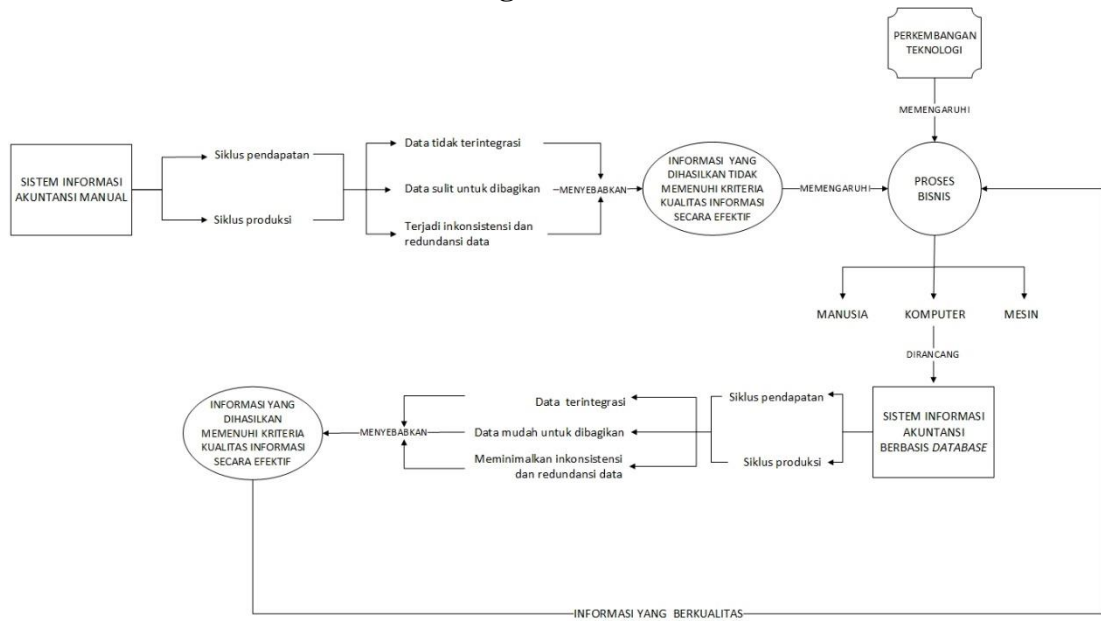 PERKEMBANGAN
TEKNOLOGI
MEMENGARUHI
SISTEM INFORMASI
AKUNTANSI MANUAL
Siklus pendapatan
Siklus produksi
Data tidak terintegrasi
Data sulit untuk dibagikan
Terjadi inkonsistensi dan
redundansi data
MENYEBABKAN
INFORMASI YANG
DIHASILKAN TIDAK
MEMENUHI KRITERIA
KUALITAS INFORMASI
SECARA EFEKTIF
MEMENGARUHI
PROSES
BISNIS
MANUSIA
KOMPUTER
MESIN
DIRANCANG
SISTEM INFORMASI
AKUNTANSI
BERBASIS DATABASE
Siklus pendapatan
Siklus produksi
Data terintegrasi
Data mudah untuk dibagikan
Meminimalkan inkonsistensi
dan redundansi data
MENYEBABKAN
INFORMASI YANG
DIHASILKAN
MEMENUHI KRITERIA
KUALITAS INFORMASI
SECARA EFEKTIF
INFORMASI YANG BERKUALITAS